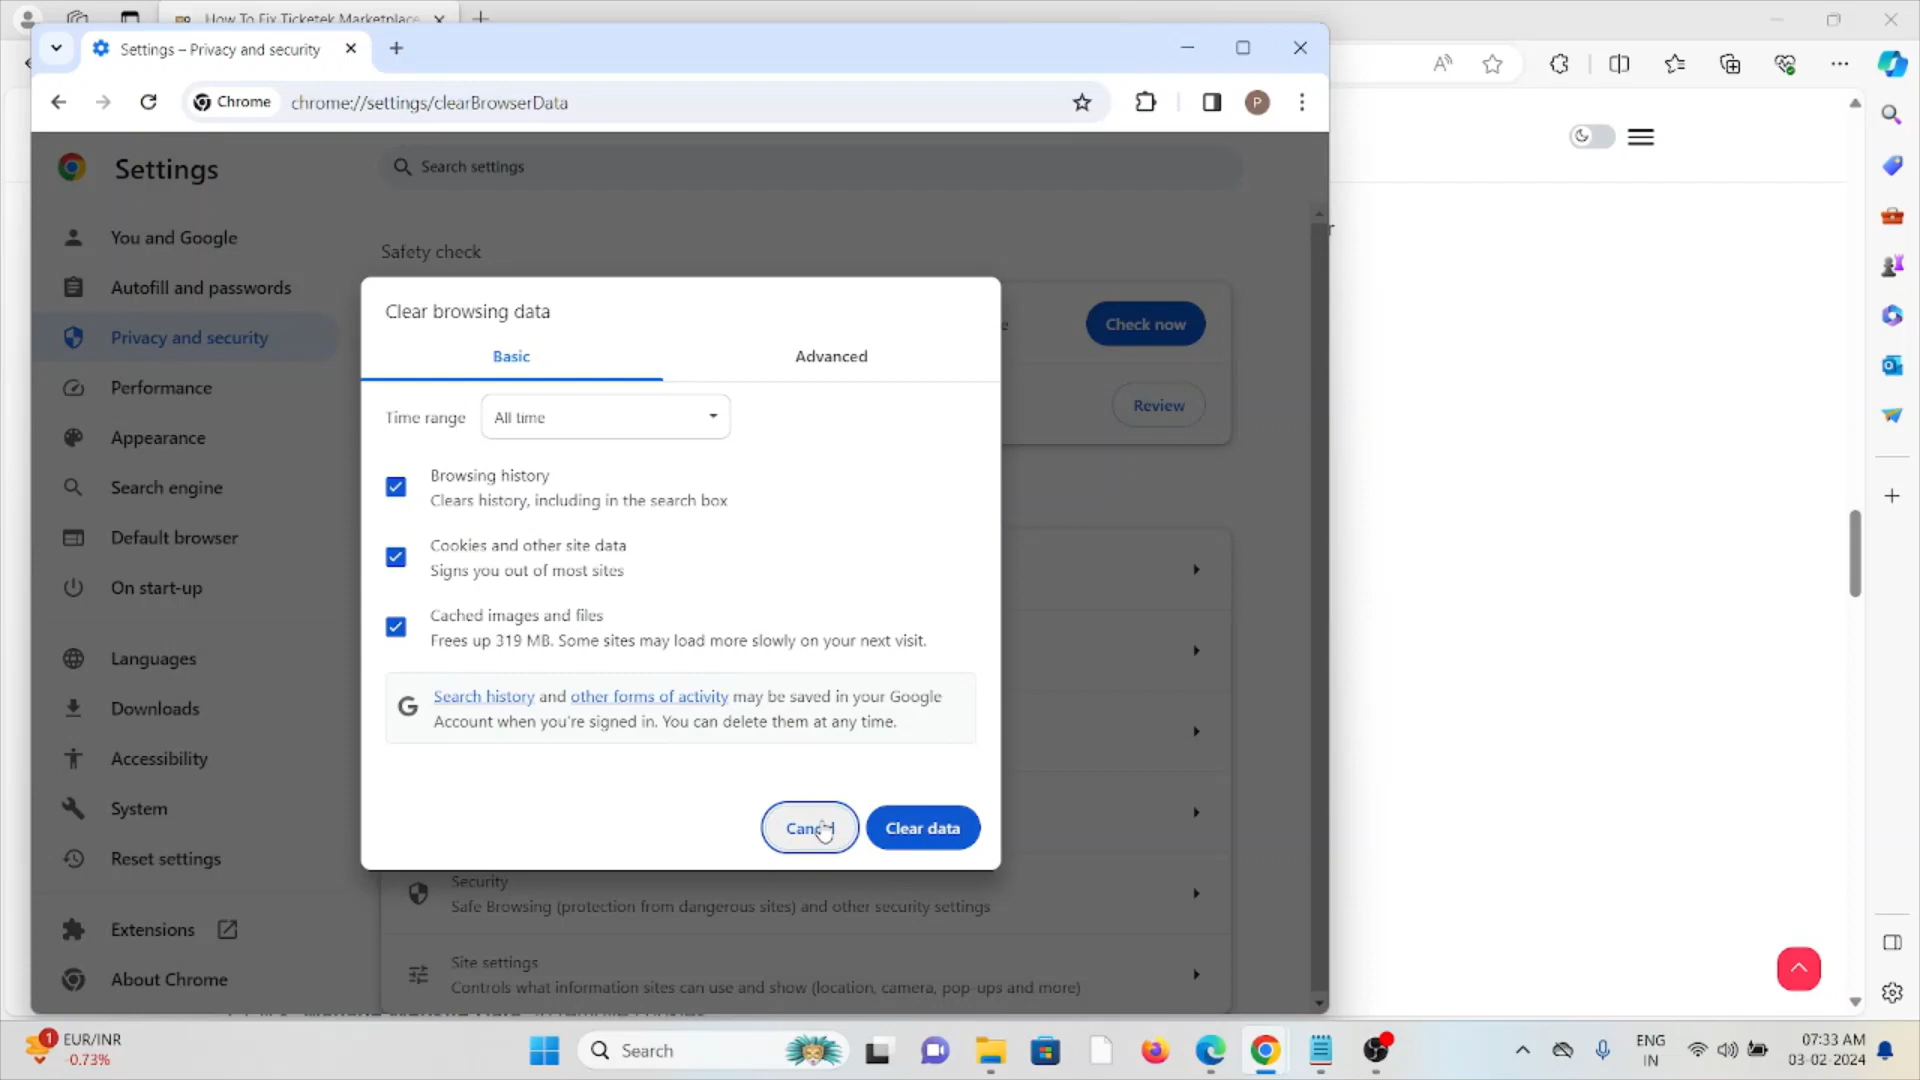 How To Fix Ticketek Marketplace
Settings – Privacy and security
Chrome
chrome://settings/clearBrowserData
P
Settings
Search settings
You and Google
Autofill and passwords
Privacy and security
Performance
Appearance
Search engine
Default browser
On start-up
Languages
Downloads
Accessibility
System
Reset settings
Extensions
About Chrome
Safety check
Check now
Review
Clear browsing data
Basic
Advanced
Time range
All time
Browsing history
Clears history, including in the search box
Cookies and other site data
Signs you out of most sites
Cached images and files
Frees up 319 MB. Some sites may load more slowly on your next visit.
G
Search history and other forms of activity may be saved in your Google
Account when you're signed in. You can delete them at any time.
Cancel
Clear data
Security
Safe Browsing (protection from dangerous sites) and other security settings
Site settings
Controls what information sites can use and show (location, camera, pop-ups and more)
1
EUR/INR
-0.73%
Search
ENG
IN
07:33 AM
03-02-2024